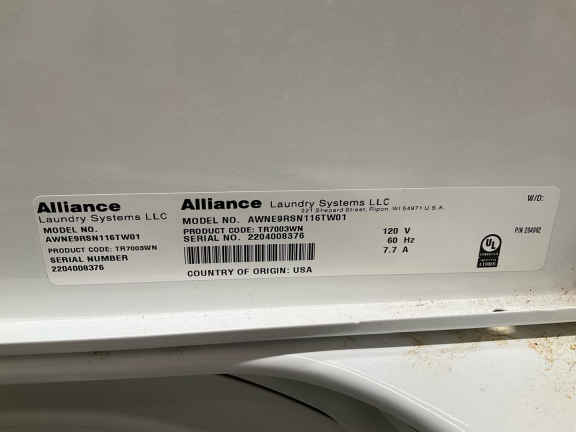 Alliance
Laundry Systems LLC
MODEL NO.
AWNE9RSN116TW01
PRODUCT CODE: TR7003WN
SERIAL NUMBER
2204008376
Alliance Laundry Systems LLC
221 Shepard Street, Ripon, WI 54971 U.S.A.
MODEL NO. AWNE9RSN116TW01
PRODUCT CODE: TR7003WN
SERIAL NO. 2204008376
COUNTRY OF ORIGIN: USA
120 V
60 Hz
7.7 A
W/O:
UL
P/N